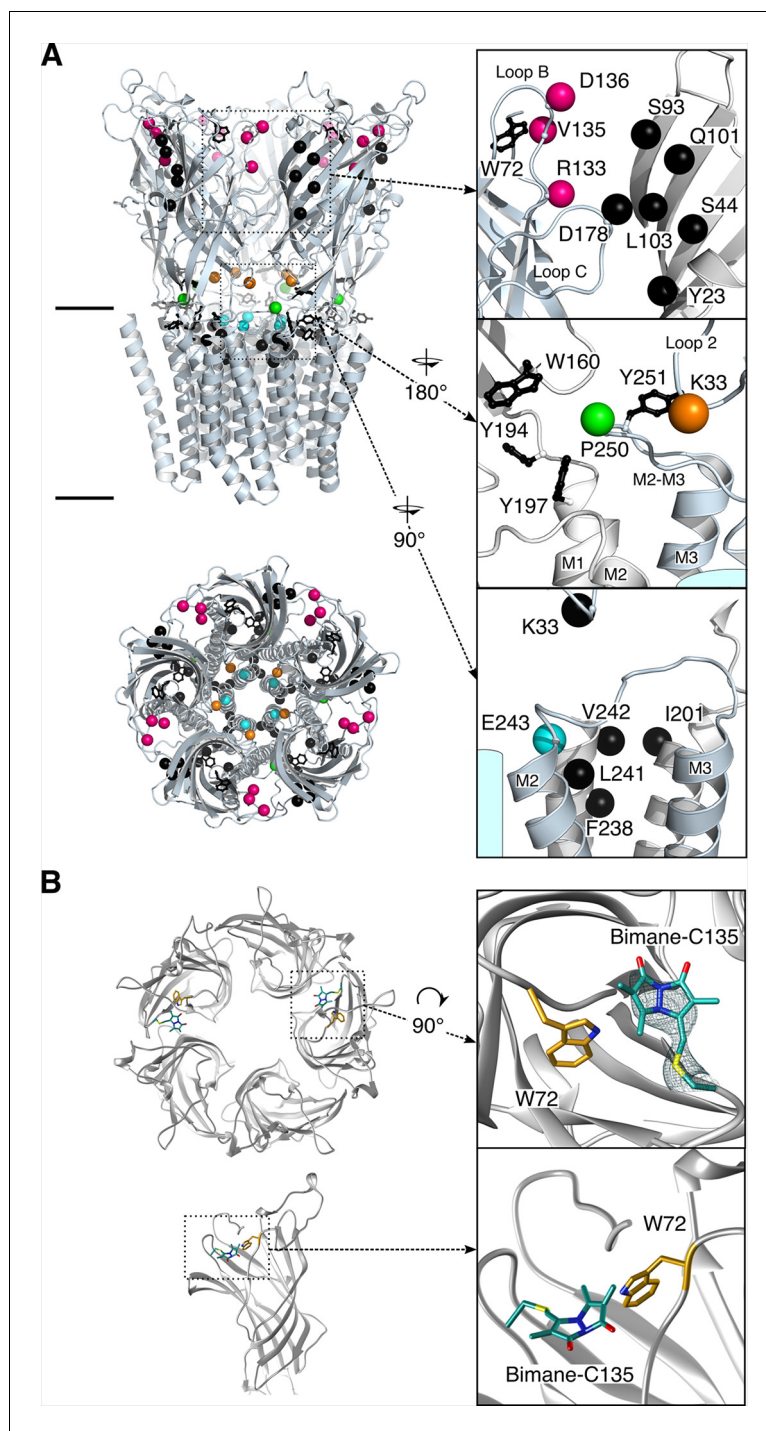 A
Loop B
D136
S93
V135
Q101
W72
R133
S44
D178
L103
Loop C
Y23
180°
W160
Loop 2
Y251
K33
Y194
P250
M2-M3
Y197
M3
M1
M2
90°
K33
V242
I201
E243
M2
L241
M3
F238
B
Bimane-C135
90°
W72
W72
Bimane-C135